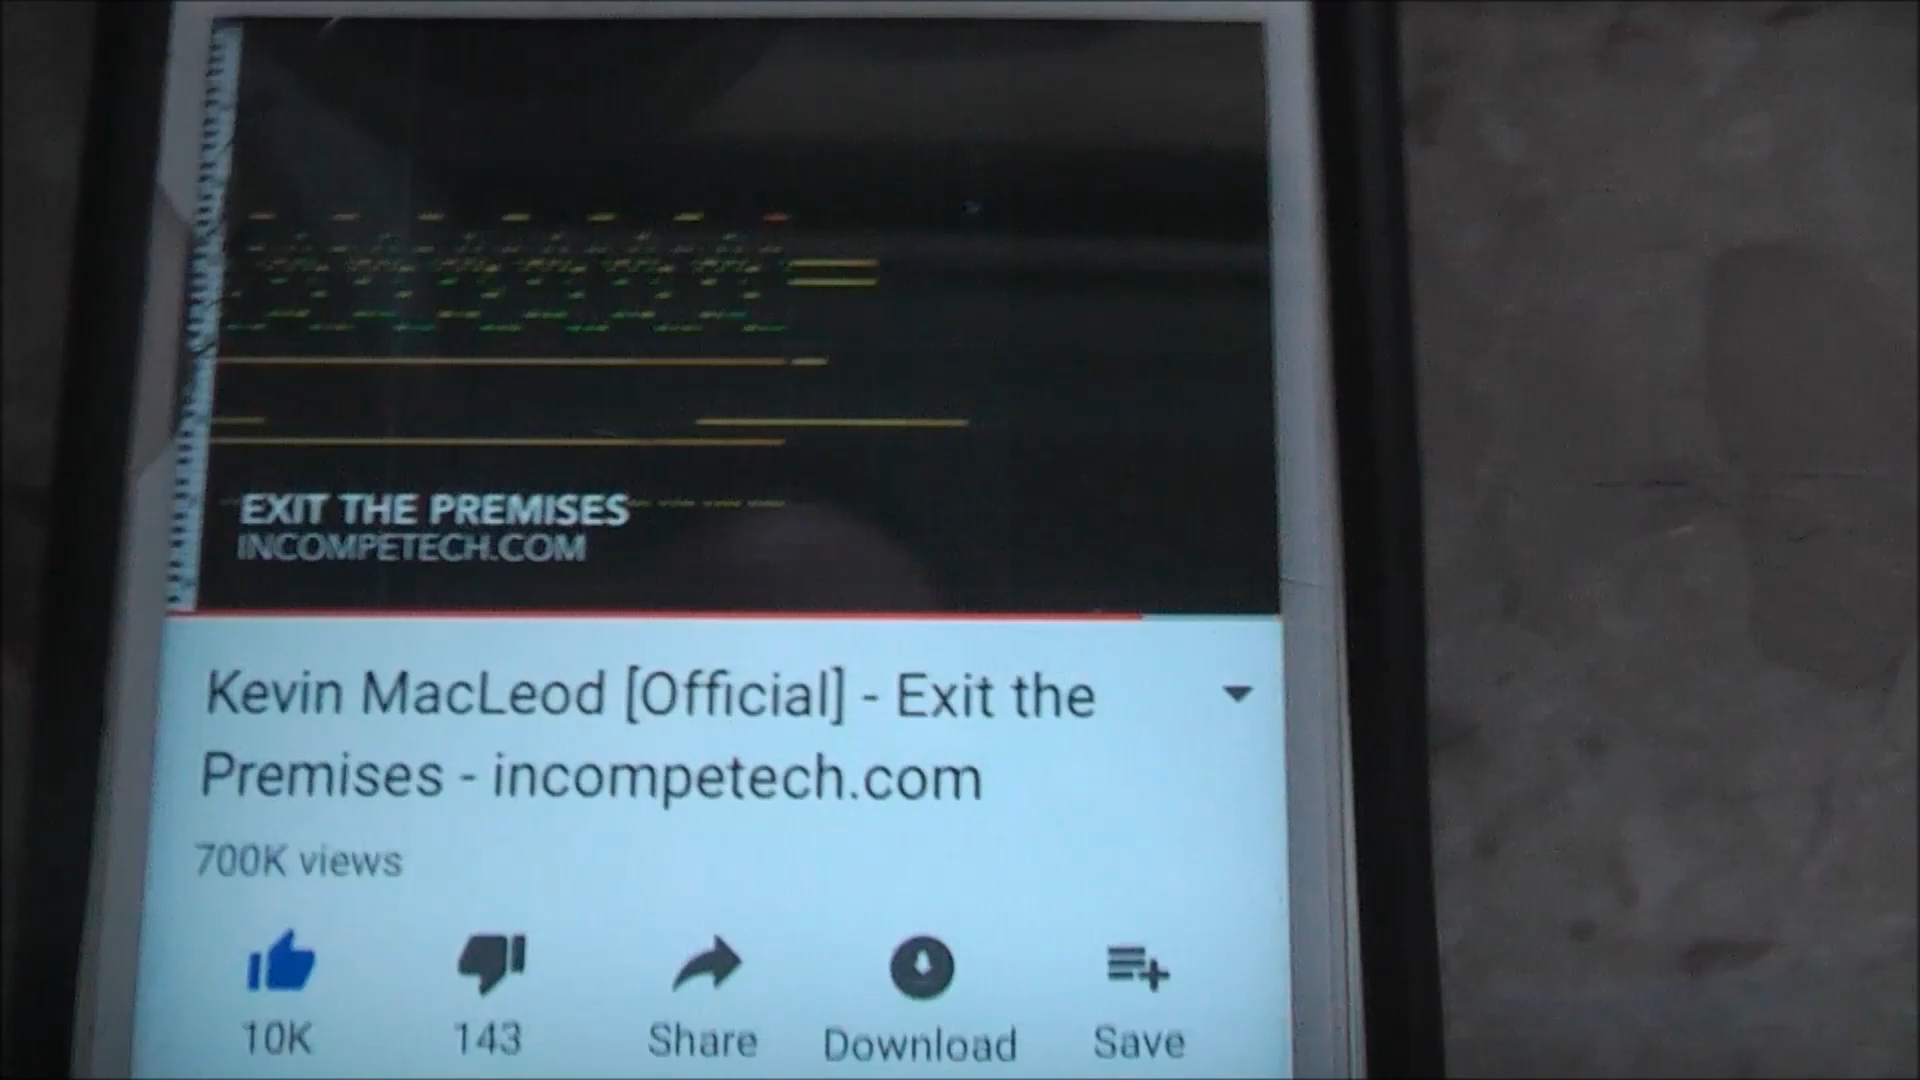 EXIT THE PREMISES
INCOMPETECH.COM
Kevin MacLeod [Official] - Exit the
Premises - incompetech.com
700K views
10K 143 Share Download Save